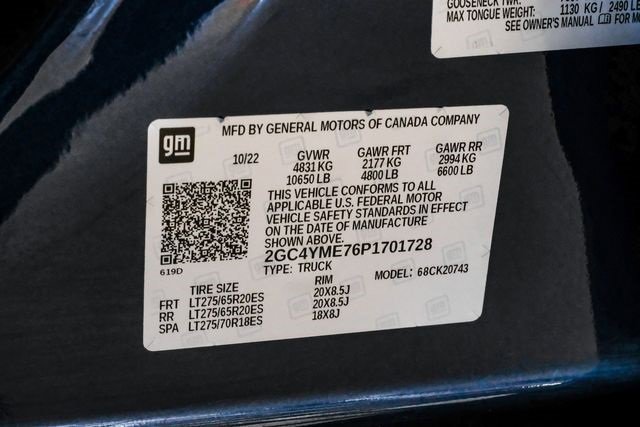 GOOSENECK TWR:
MAX TONGUE WEIGHT: 1130 KG / 2490 LB
SEE OWNER'S MANUAL FOR MO
gm
MFD BY GENERAL MOTORS OF CANADA COMPANY
10/22 GVWR GAWR FRT GAWR RR
4831 KG 2177 KG 2994 KG
10650 LB 4800 LB 6600 LB
THIS VEHICLE CONFORMS TO ALL
APPLICABLE U.S. FEDERAL MOTOR
VEHICLE SAFETY STANDARDS IN EFFECT
ON THE DATE OF MANUFACTURE
SHOWN ABOVE.
2GC4YME76P1701728
619D
TYPE: TRUCK MODEL: 68CK20743
TIRE SIZE RIM
FRT LT275/65R20ES 20X8.5J
RR LT275/65R20ES 20X8.5J
SPA LT275/70R18ES 18X8J